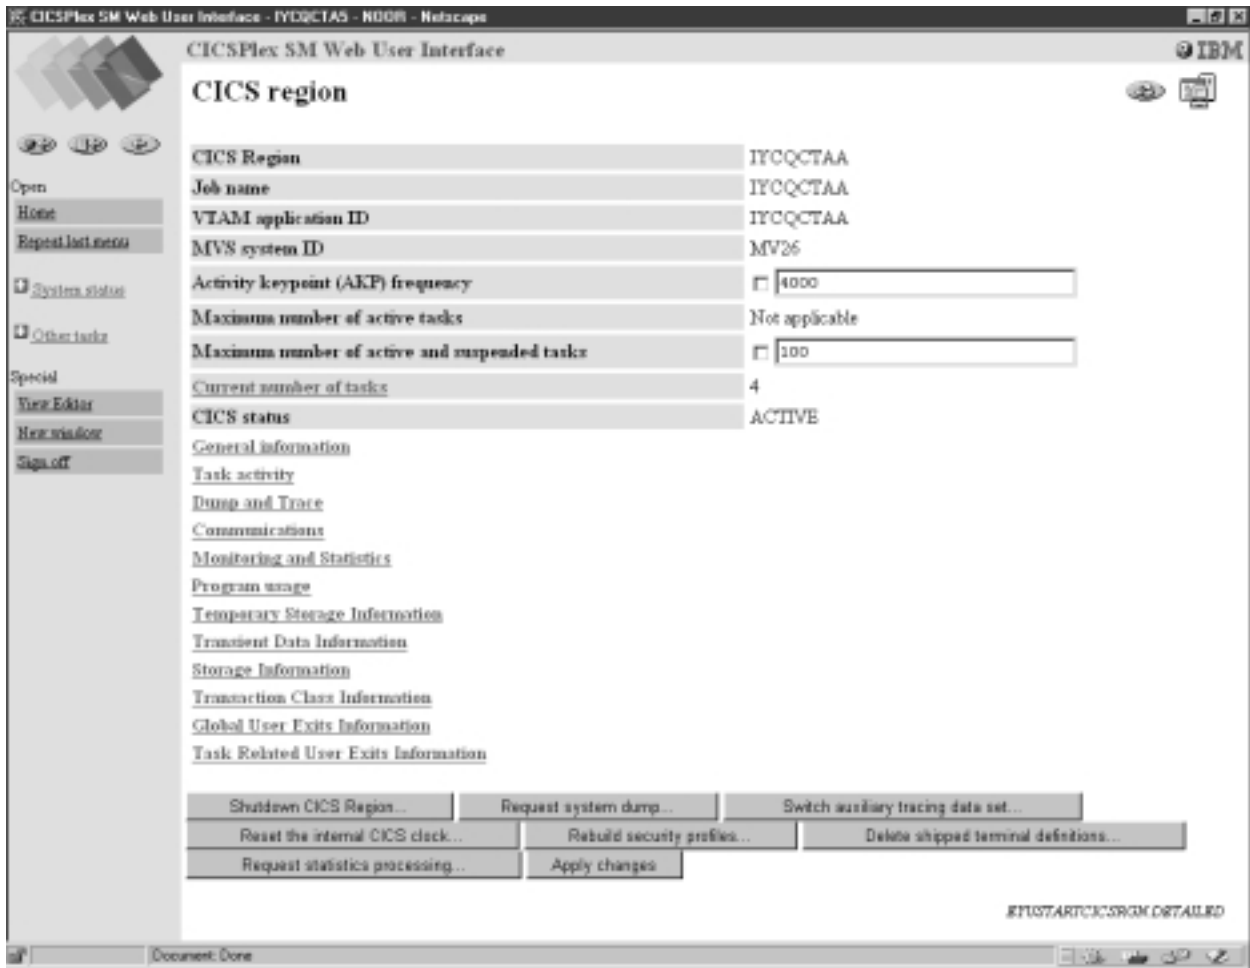 CICSPlex SM Web User Interface - IYCQCTA5 - NOOR - Netscape
CICSPlex SM Web User Interface
IBM
CICS region
Open
Home
Repeat last menu
System status
Other tasks
Special
View Editor
New window
Sign off
CICS Region IYCQCTAA
Job name IYCQCTAA
VTAM application ID IYCQCTAA
MVS system ID MV26
Activity keypoint (AKP) frequency 4000
Maximum number of active tasks Not applicable
Maximum number of active and suspended tasks 100
Current number of tasks 4
CICS status ACTIVE
General information
Task activity
Dump and Trace
Communications
Monitoring and Statistics
Program usage
Temporary Storage Information
Transient Data Information
Storage Information
Transaction Class Information
Global User Exits Information
Task Related User Exits Information
Shutdown CICS Region... Request system dump... Switch auxiliary tracing data set...
Reset the internal CICS clock... Rebuild security profiles... Delete shipped terminal definitions...
Request statistics processing... Apply changes
EYUSTARTCICSRGN.DETAILED
Document: Done